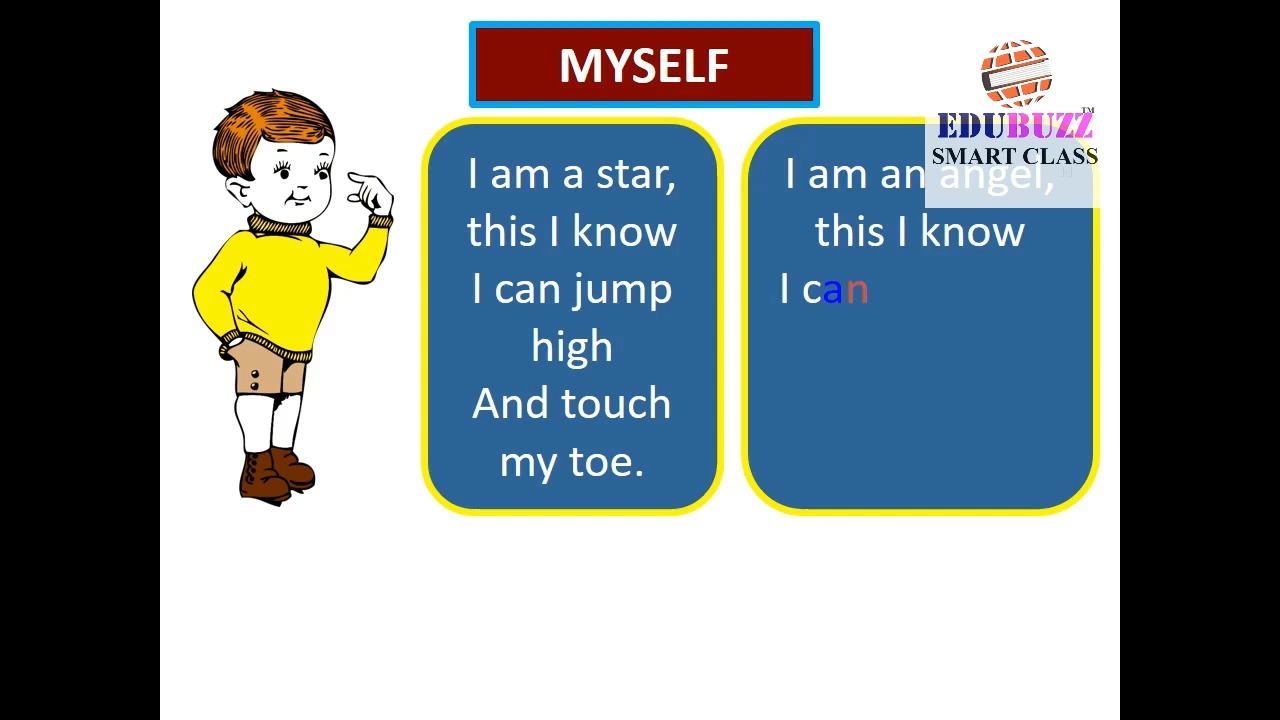 MYSELF
EDUBUZZ™
SMART CLASS
I am a star,
this I know
I can jump
high
And touch
my toe.
I am an angel,
this I know
I can